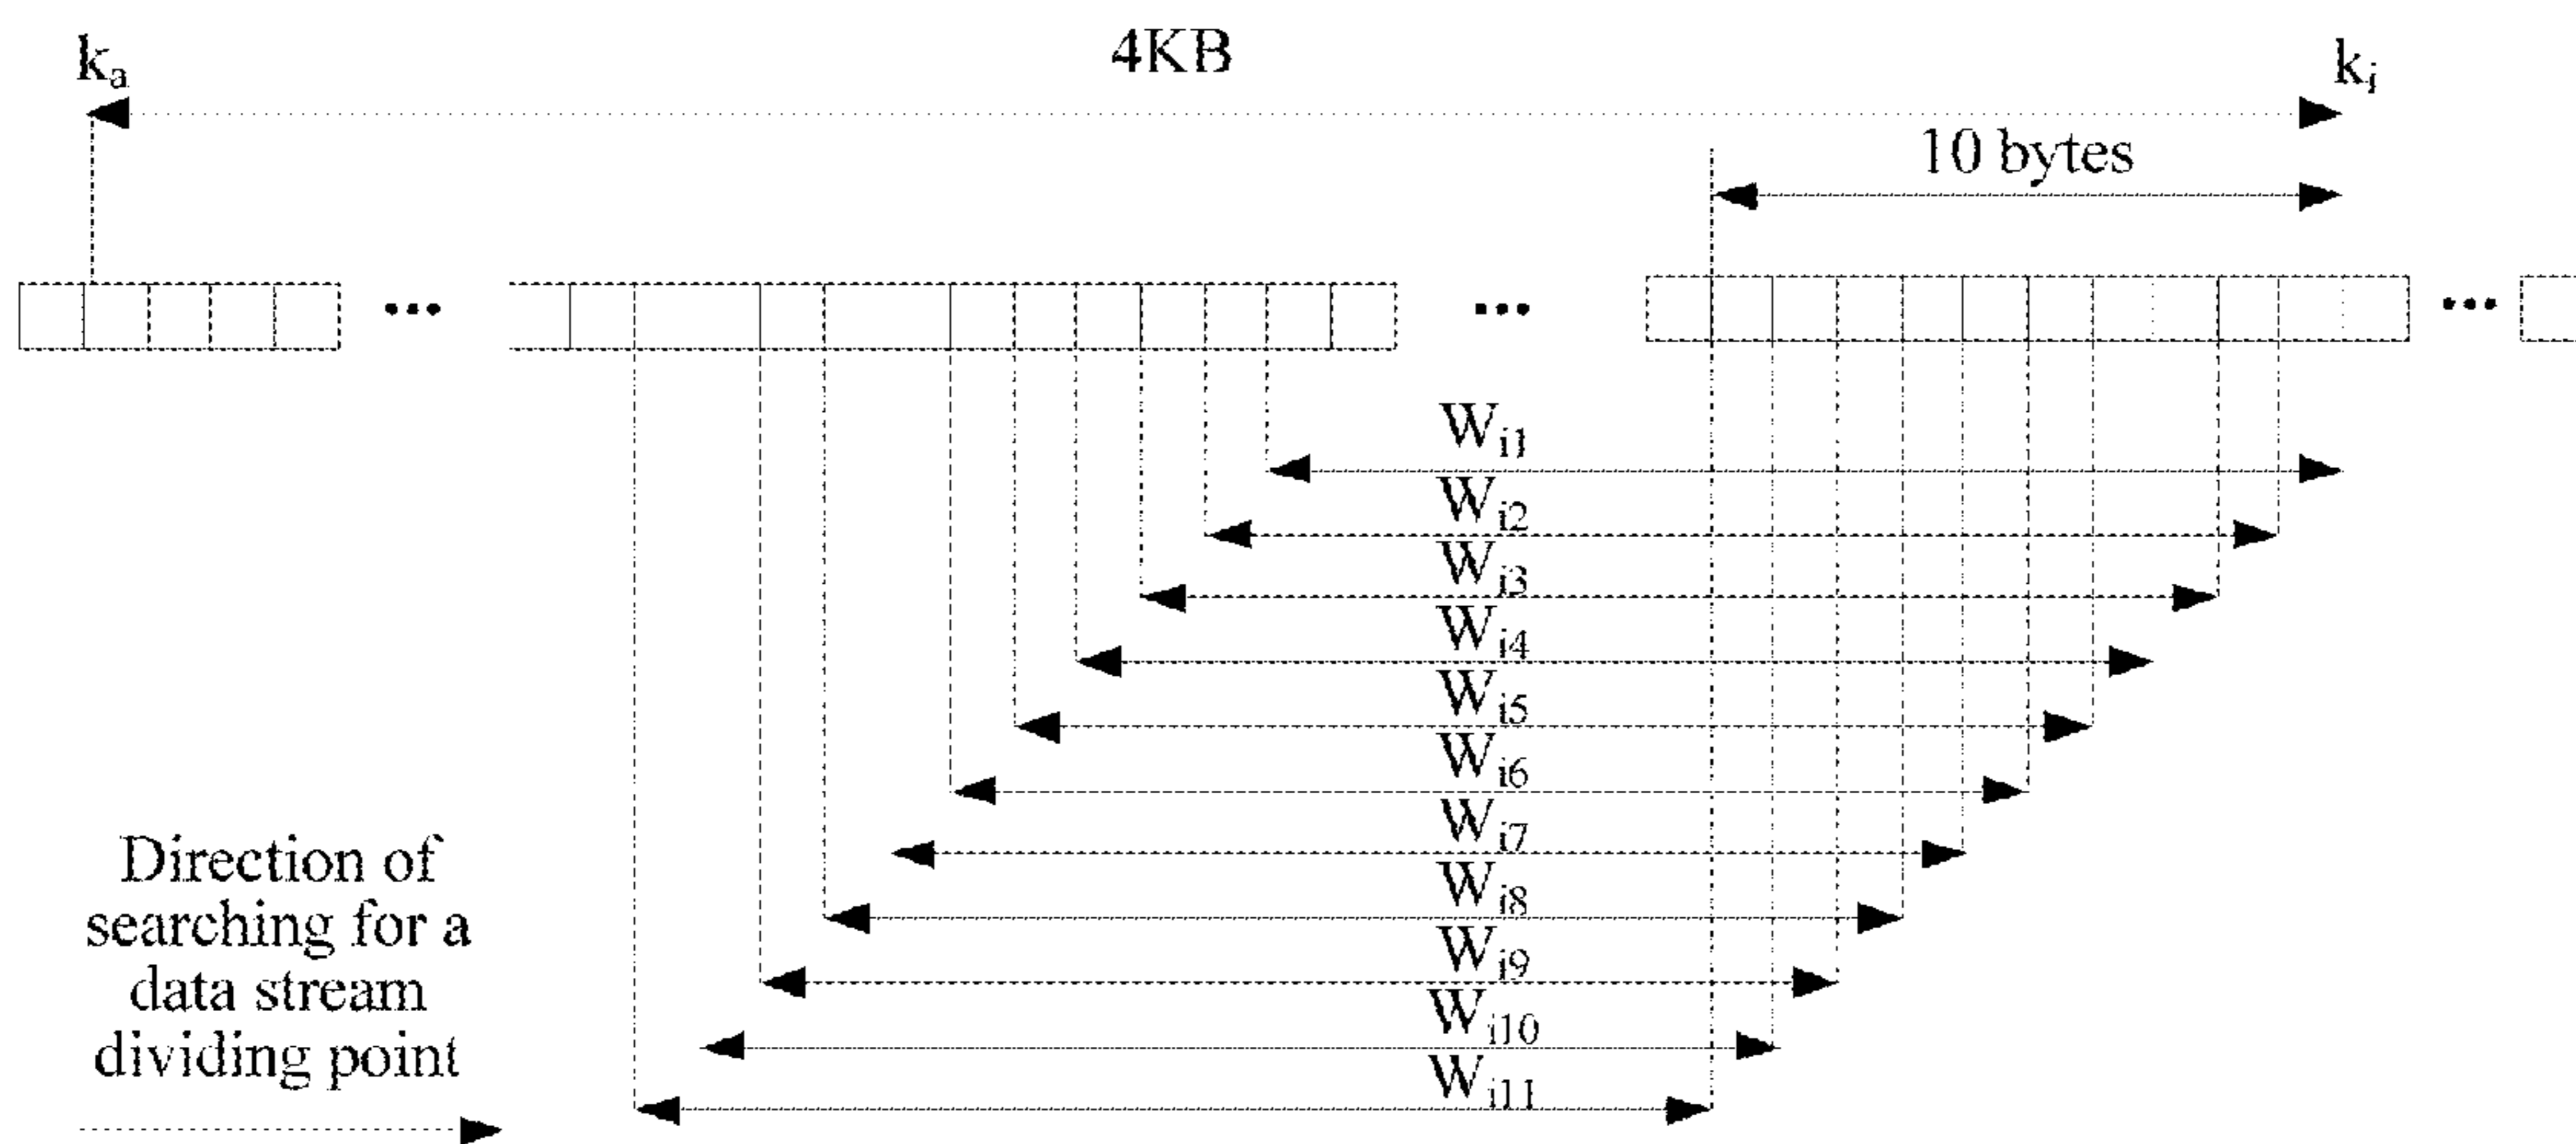 4KB
kₐ
kᵢ
10 bytes
...
...
...
Wᵢ₁
Wᵢ₂
Wᵢ₃
Wᵢ₄
Wᵢ₅
Wᵢ₆
Wᵢ₇
Wᵢ₈
Wᵢ₉
Wᵢ₁₀
Wᵢ₁₁
Direction of
searching for a
data stream
dividing point